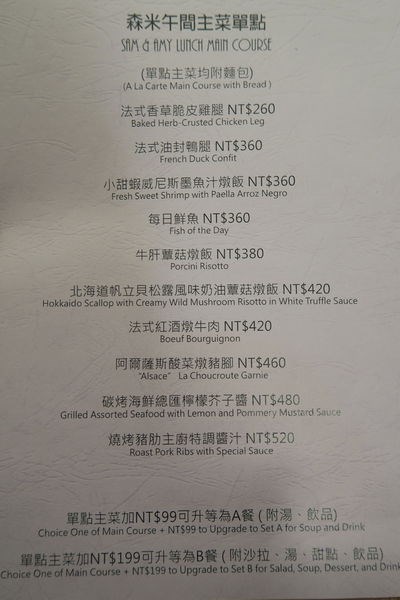 森米午間主菜單點
SAM & AMY LUNCH MAIN COURSE
(單點主菜均附麵包)
(A La Carte Main Course with Bread )
法式香草脆皮雞腿 NT$260
Baked Herb-Crusted Chicken Leg
法式油封鴨腿 NT$360
French Duck Confit
小甜蝦威尼斯墨魚汁燉飯 NT$360
Fresh Sweet Shrimp with Paella Arroz Negro
每日鮮魚 NT$360
Fish of the Day
牛肝蕈菇燉飯 NT$380
Porcini Risotto
北海道帆立貝松露風味奶油蕈菇燉飯 NT$420
Hokkaido Scallop with Creamy Wild Mushroom Risotto in White Truffle Sauce
法式紅酒燉牛肉 NT$420
Boeuf Bourguignon
阿爾薩斯酸菜燉豬腳 NT$460
"Alsace" La Choucroute Garnie
碳烤海鮮總匯檸檬芥子醬 NT$480
Grilled Assorted Seafood with Lemon and Pommery Mustard Sauce
燒烤豬肋主廚特調醬汁 NT$520
Roast Pork Ribs with Special Sauce
單點主菜加NT$99可升等為A餐 ( 附湯、飲品)
Choice One of Main Course + NT$99 to Upgrade to Set A for Soup and Drink
單點主菜加NT$199可升等為B餐 ( 附沙拉、湯、甜點、飲品)
Choice One of Main Course + NT$199 to Upgrade to Set B for Salad, Soup, Dessert, and Drink